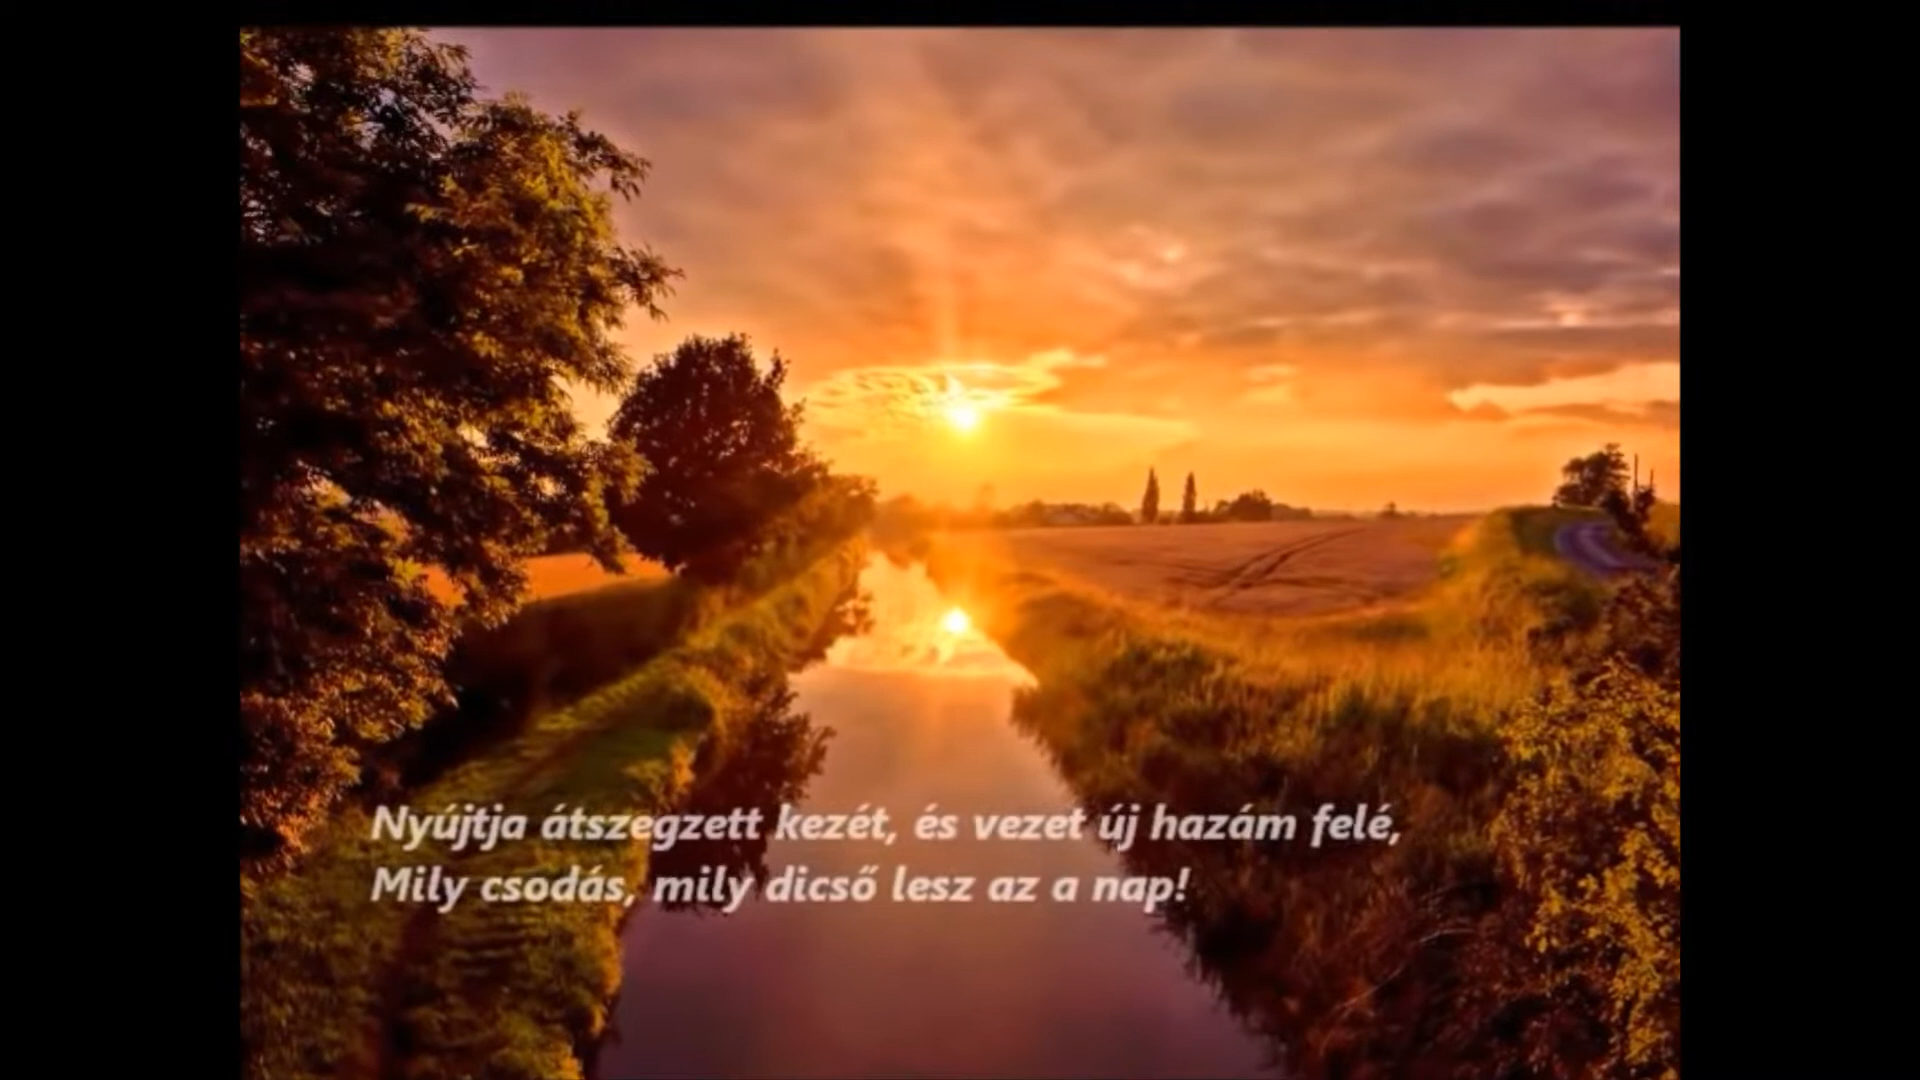 Nyújtja átszegzett kezét, és vezet új hazám felé,
Mily csodás, mily dicső lesz az a nap!